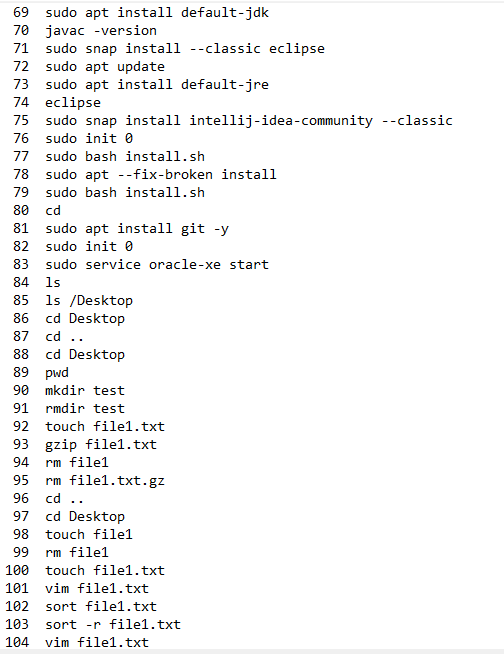 69 sudo apt install default-jdk
70 javac -version
71 sudo snap install --classic eclipse
72 sudo apt update
73 sudo apt install default-jre
74 eclipse
75 sudo snap install intellij-idea-community --classic
76 sudo init 0
77 sudo bash install.sh
78 sudo apt --fix-broken install
79 sudo bash install.sh
80 cd
81 sudo apt install git -y
82 sudo init 0
83 sudo service oracle-xe start
84 ls
85 ls /Desktop
86 cd Desktop
87 cd ..
88 cd Desktop
89 pwd
90 mkdir test
91 rmdir test
92 touch file1.txt
93 gzip file1.txt
94 rm file1
95 rm file1.txt.gz
96 cd ..
97 cd Desktop
98 touch file1
99 rm file1
100 touch file1.txt
101 vim file1.txt
102 sort file1.txt
103 sort -r file1.txt
104 vim file1.txt